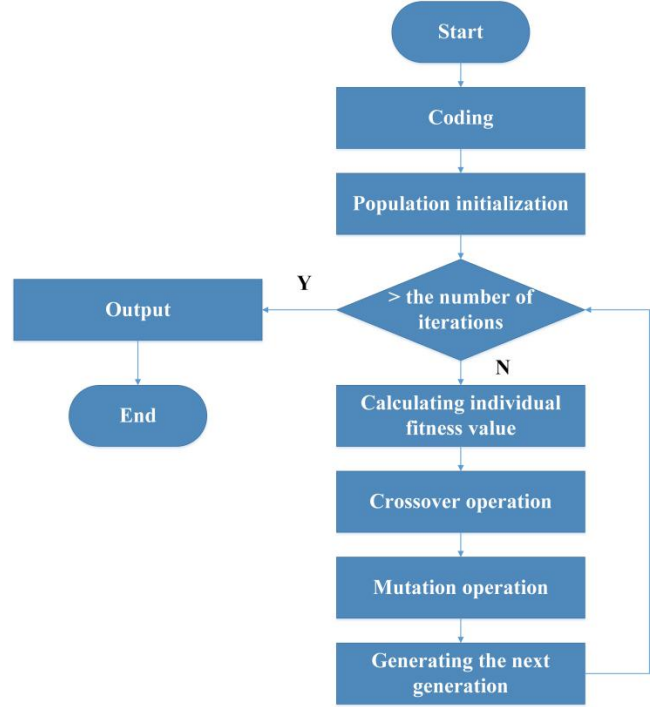 Start
Coding
Population initialization
> the number of
iterations
Y
Output
End
N
Calculating individual
fitness value
Crossover operation
Mutation operation
Generating the next
generation